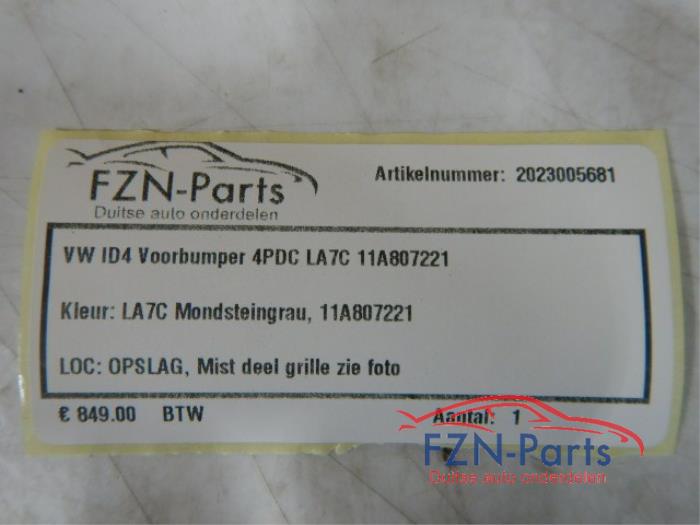 FZN-Parts
Duitse auto onderdelen
Artikelnummer: 2023005681
VW ID4 Voorbumper 4PDC LA7C 11A807221
Kleur: LA7C Mondsteingrau, 11A807221
LOC: OPSLAG, Mist deel grille zie foto
€ 849.00 BTW
Aantal: 1
FZN-Parts
Duitse auto onderdelen